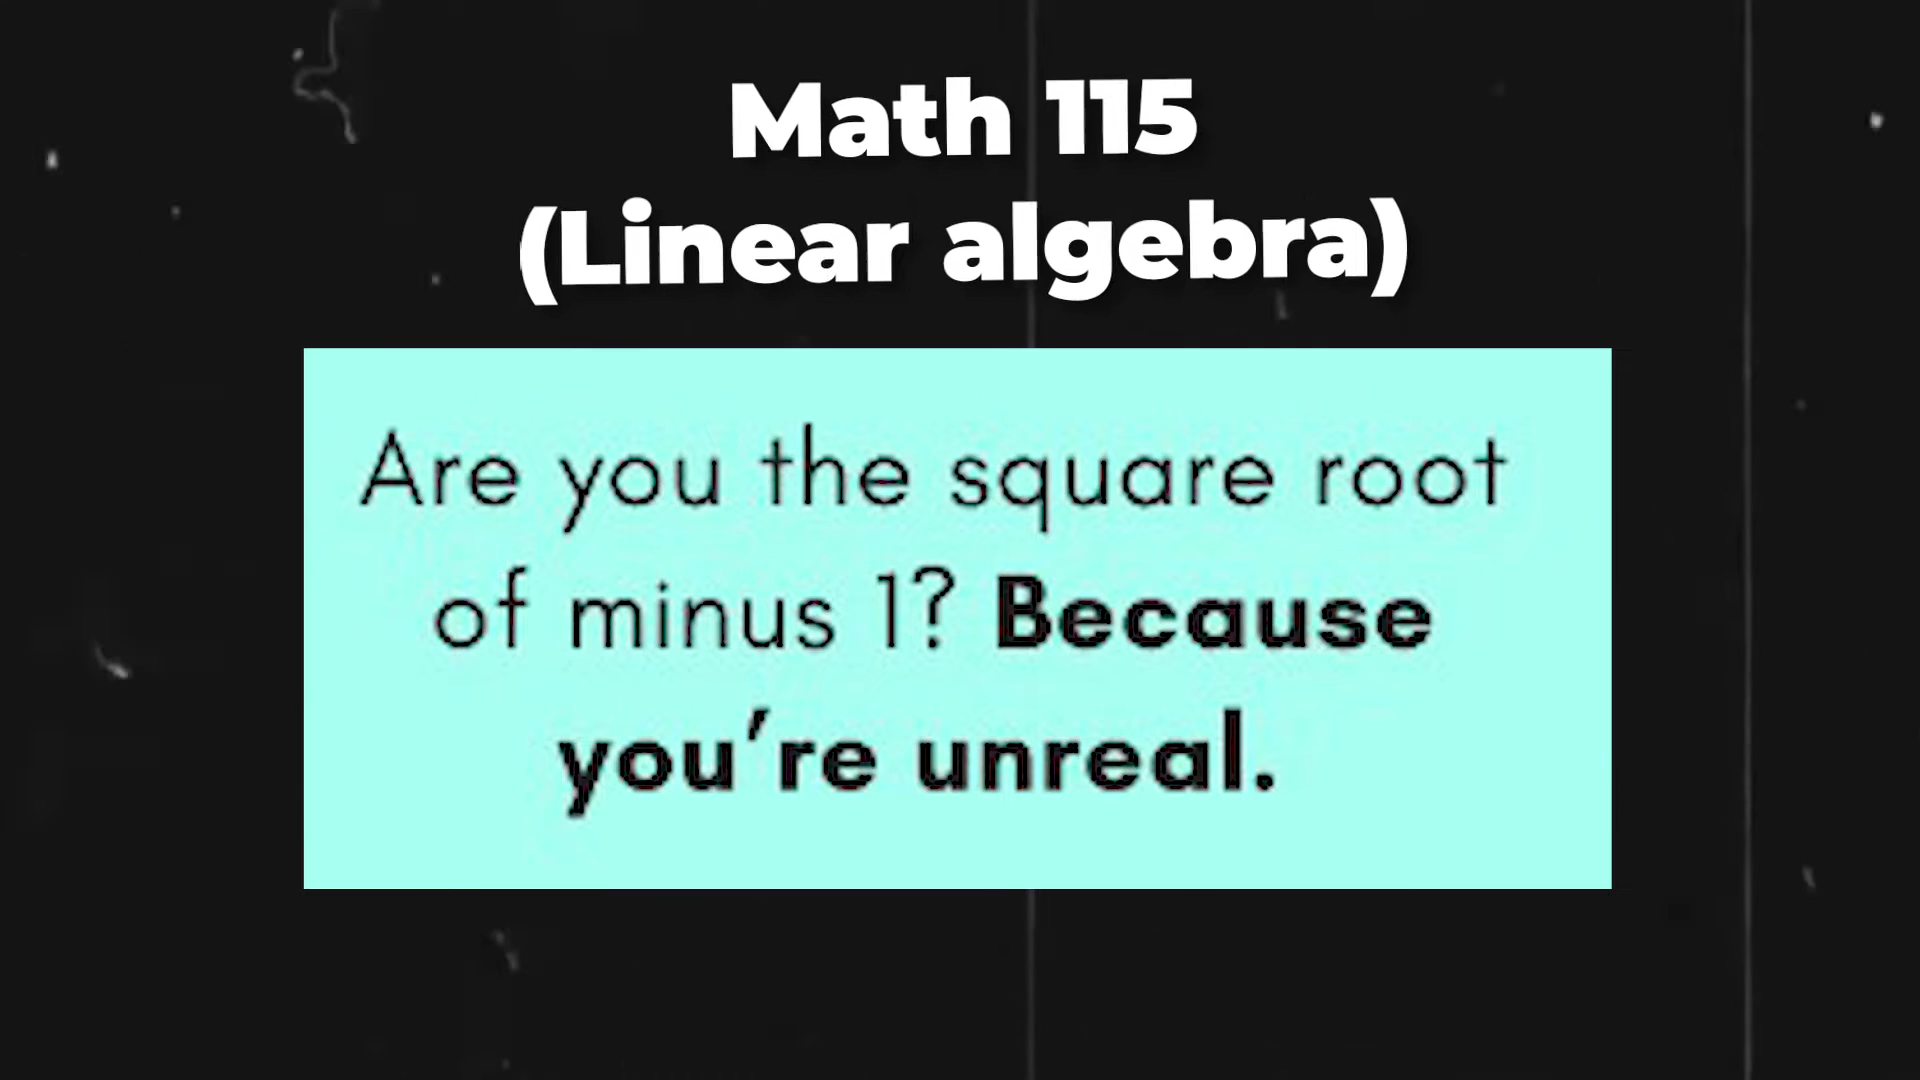 Math 115
(Linear algebra)
Are you the square root
of minus 1? Because
you're unreal.